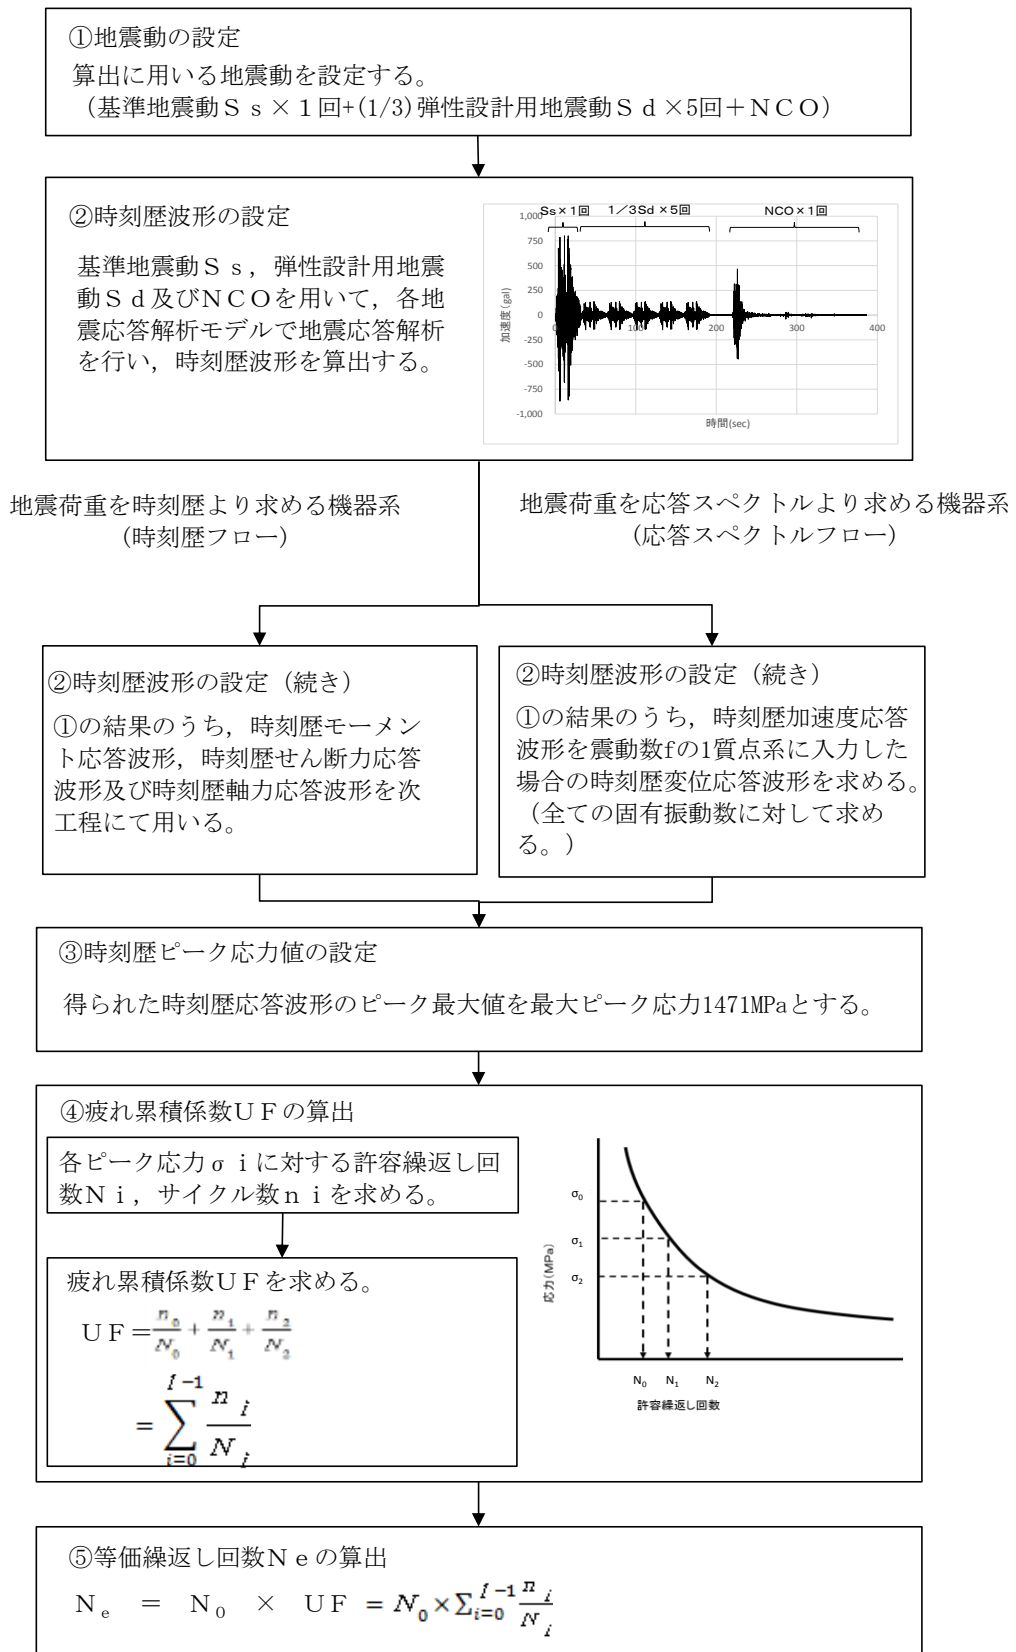 ①地震動の設定
算出に用いる地震動を設定する。
（基準地震動Ｓｓ×１回+(1/3)弾性設計用地震動Ｓｄ×5回＋ＮＣＯ）
②時刻歴波形の設定
基準地震動Ｓｓ，弾性設計用地震
動Ｓｄ及びＮＣＯを用いて，各地
震応答解析モデルで地震応答解析
を行い，時刻歴波形を算出する。
Ss×1回 1／3Sd×5回 NCO×1回
1,000
750
500
250
0
-250
-500
-750
-1,000
加速度(gal)
0 100 200 300 400
時間(sec)
地震荷重を時刻歴より求める機器系
（時刻歴フロー）
地震荷重を応答スペクトルより求める機器系
（応答スペクトルフロー）
②時刻歴波形の設定（続き）
①の結果のうち，時刻歴モーメン
ト応答波形，時刻歴せん断力応答
波形及び時刻歴軸力応答波形を次
工程にて用いる。
②時刻歴波形の設定（続き）
①の結果のうち，時刻歴加速度応答
波形を震動数fの1質点系に入力した
場合の時刻歴変位応答波形を求める。
（全ての固有振動数に対して求め
る。）
③時刻歴ピーク応力値の設定
得られた時刻歴応答波形のピーク最大値を最大ピーク応力1471MPaとする。
④疲れ累積係数ＵＦの算出
各ピーク応力σｉに対する許容繰返し回
数Ｎｉ，サイクル数ｎｉを求める。
疲れ累積係数ＵＦを求める。
ＵＦ=n₀/N₀ + n₁/N₁ + n₂/N₂
= ∑_{i=0}^{I-1} n_i/N_i
応力(MPa)
σ₀
σ₁
σ₂
N₀ N₁ N₂
許容繰返し回数
⑤等価繰返し回数Ｎｅの算出
Ｎₑ ＝ Ｎ₀ × ＵＦ = N₀ × ∑_{i=0}^{I-1} n_i/N_i